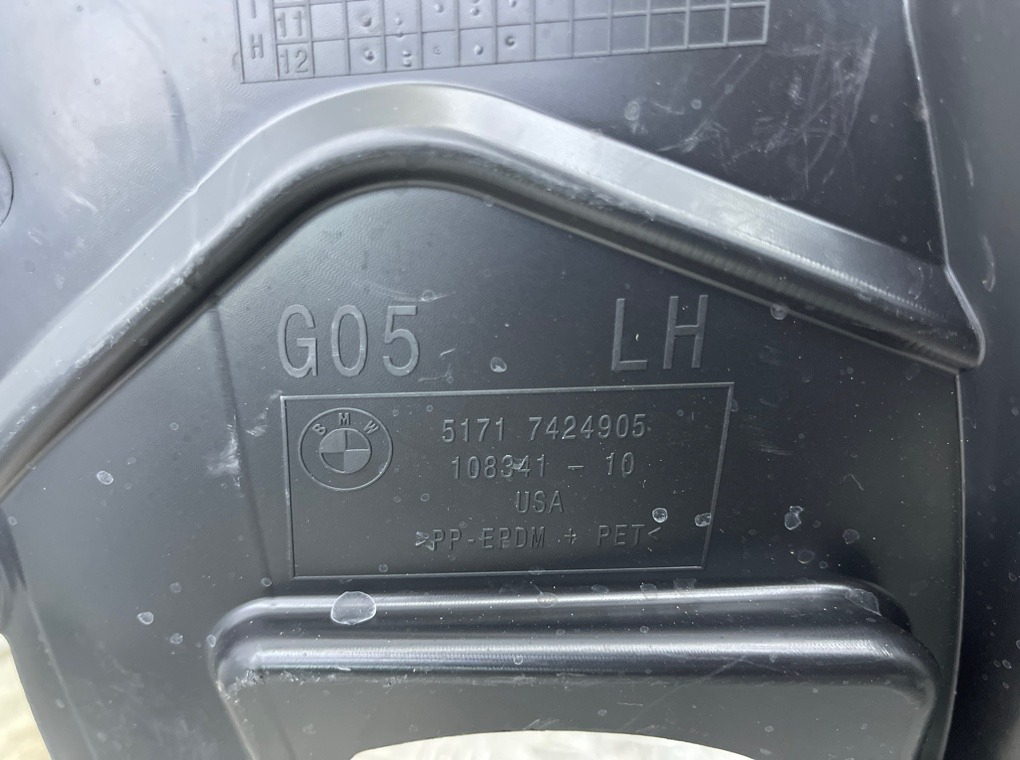 I 11
H 12
G05 LH
BMW
5171 7424905
108341 - 10
USA
>PP-EPDM + PET<